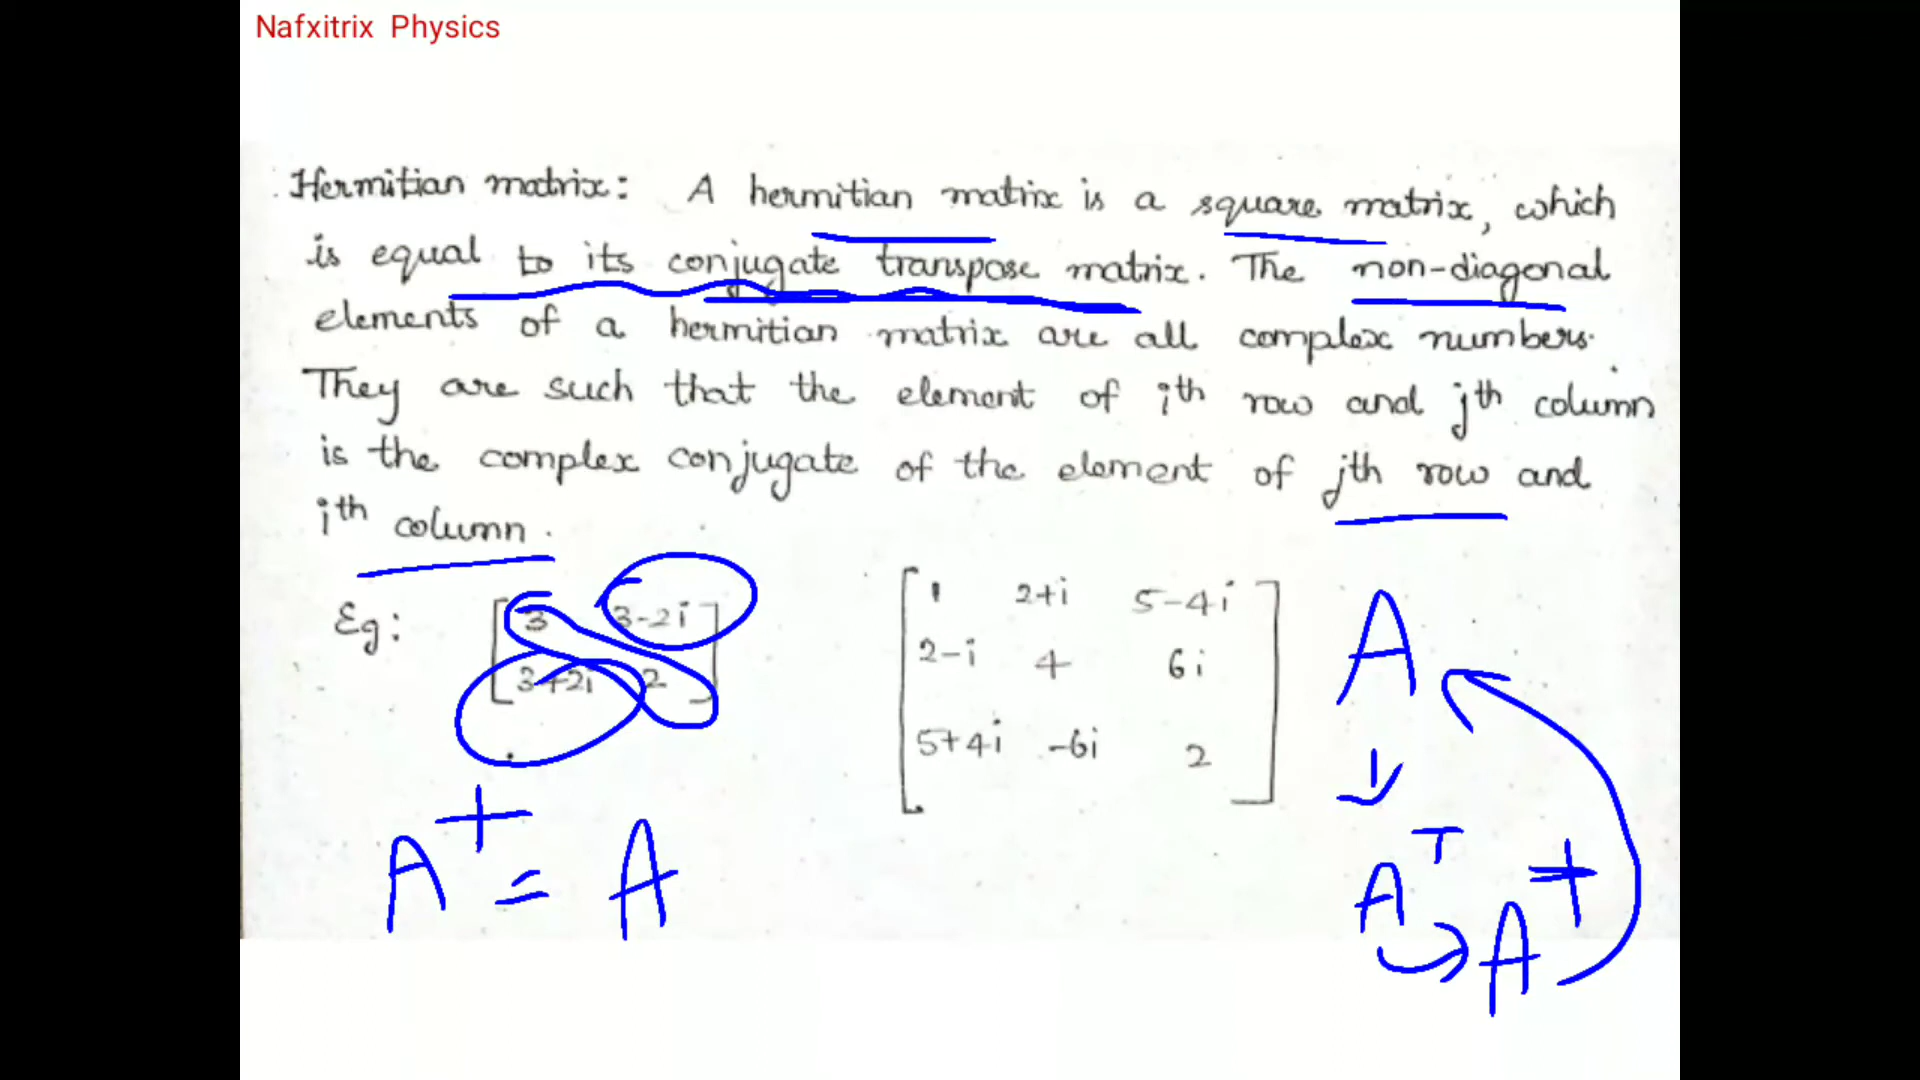 Nafxitrix Physics
Hermitian matrix: A hermitian matrix is a square matrix, which
is equal to its conjugate transpose matrix. The non-diagonal
elements of a hermitian matrix are all complex numbers.
They are such that the element of ith row and jth column
is the complex conjugate of the element of jth row and
ith column.
Eg: [3 3-2i
3+2i 2]
[1 2+i 5-4i
2-i 4 6i
5+4i -6i 2]
A† = A
A
Aᵀ
A†